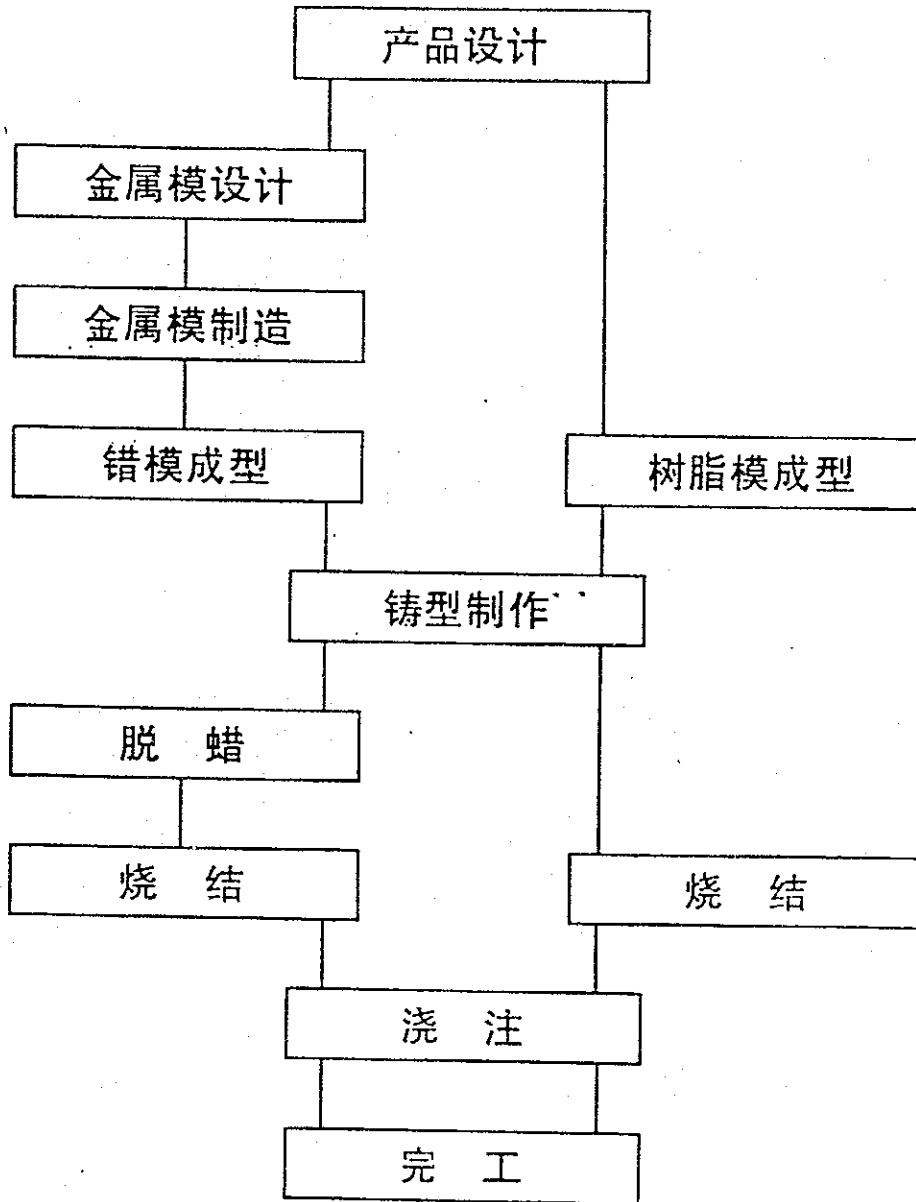 产品设计
金属模设计
金属模制造
错模成型
树脂模成型
铸型制作
脱 蜡
烧 结
烧 结
浇 注
完 工